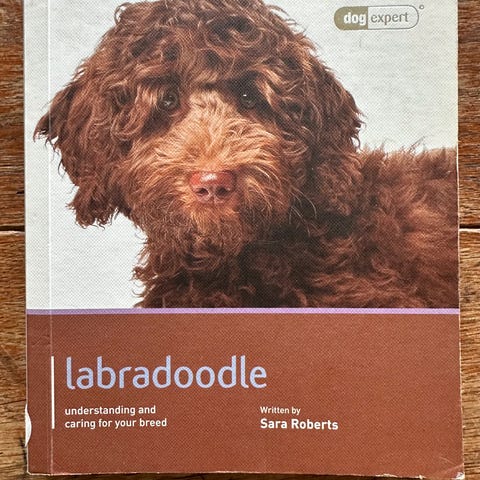 dog expert
labradoodle
understanding and
caring for your breed
Written by
Sara Roberts